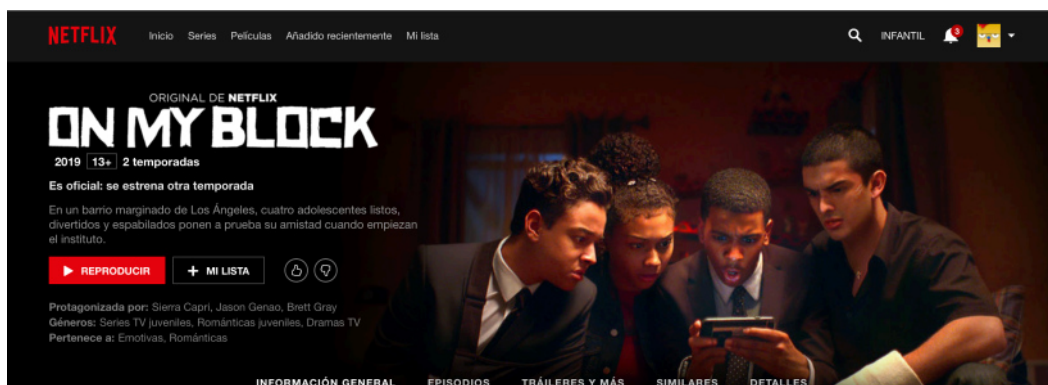 NETFLIX Inicio Series Películas Añadido recientemente Mi lista INFANTIL 3
ORIGINAL DE NETFLIX
ON MY BLOCK
2019 13+ 2 temporadas
Es oficial: se estrena otra temporada
En un barrio marginado de Los Ángeles, cuatro adolescentes listos,
divertidos y espabilados ponen a prueba su amistad cuando empiezan
el instituto.
REPRODUCIR + MI LISTA
Protagonizada por: Sierra Capri, Jason Genao, Brett Gray
Géneros: Series TV juveniles, Románticas juveniles, Dramas TV
Pertenece a: Emotivas, Románticas
INFORMACIÓN GENERAL EPISODIOS TRÁILERES Y MÁS SIMILARES DETALLES